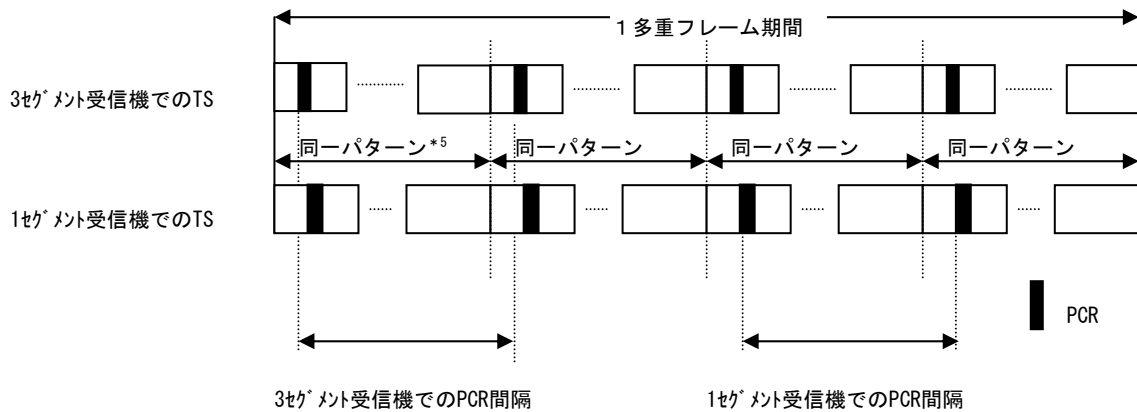 １多重フレーム期間
3ｾｸﾞﾒﾝﾄ受信機でのTS
同一パターン*5 同一パターン 同一パターン 同一パターン
1ｾｸﾞﾒﾝﾄ受信機でのTS
PCR
3ｾｸﾞﾒﾝﾄ受信機でのPCR間隔 1ｾｸﾞﾒﾝﾄ受信機でのPCR間隔